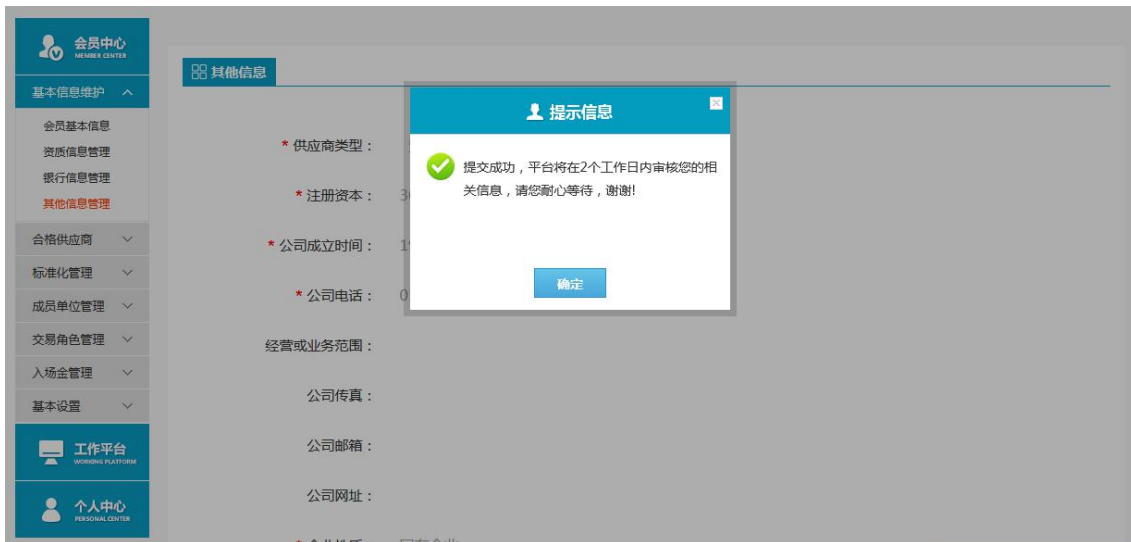 会员中心
MEMBER CENTER
基本信息维护
会员基本信息
资质信息管理
银行信息管理
其他信息管理
合格供应商
标准化管理
成员单位管理
交易角色管理
入场金管理
基本设置
工作平台
WORKING PLATFORM
个人中心
PERSONAL CENTER
其他信息
* 供应商类型：
* 注册资本：
* 公司成立时间：
* 公司电话：
经营或业务范围：
公司传真：
公司邮箱：
公司网址：
提示信息
提交成功，平台将在2个工作日内审核您的相
关信息，请您耐心等待，谢谢!
确定